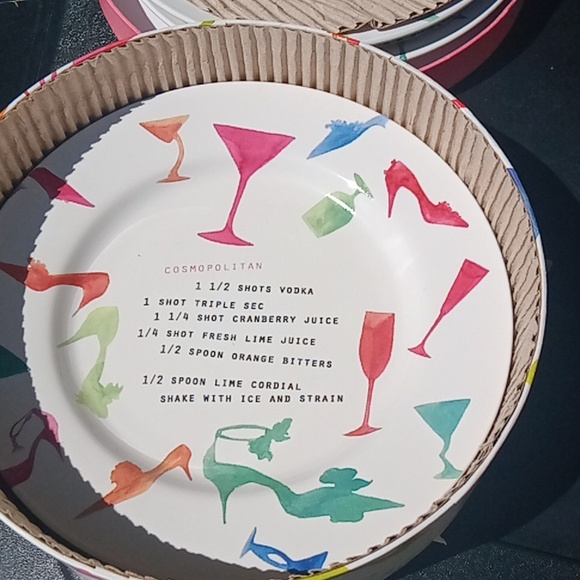 COSMOPOLITAN
1 1/2 SHOTS VODKA
1 SHOT TRIPLE SEC
1 1/4 SHOT CRANBERRY JUICE
1/4 SHOT FRESH LIME JUICE
1/2 SPOON ORANGE BITTERS
1/2 SPOON LIME CORDIAL
SHAKE WITH ICE AND STRAIN